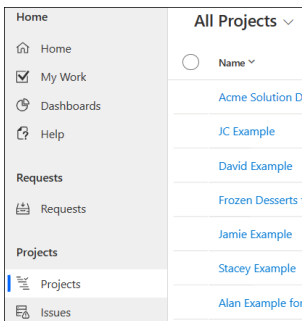 Home
Home
My Work
Dashboards
Help
Requests
Requests
Projects
Projects
Issues
All Projects
Name
Acme Solution
JC Example
David Example
Frozen Desserts
Jamie Example
Stacey Example
Alan Example for